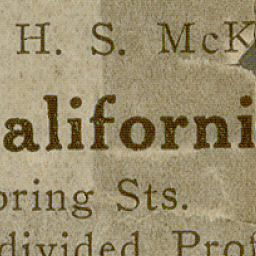 H. S. McK
aliforni
pring Sts.
divided Prof